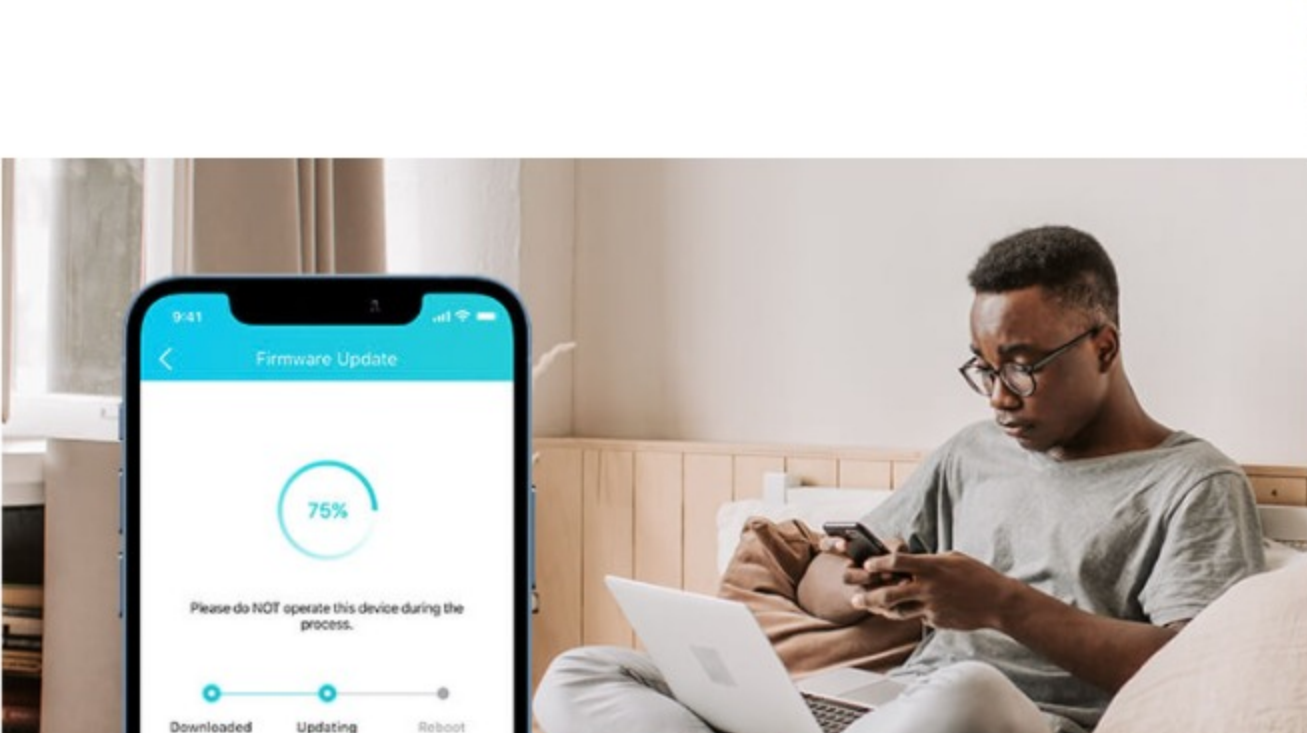 9:41
Firmware Update
75%
Please do NOT operate this device during the
process.
Downloaded Updating Reboot